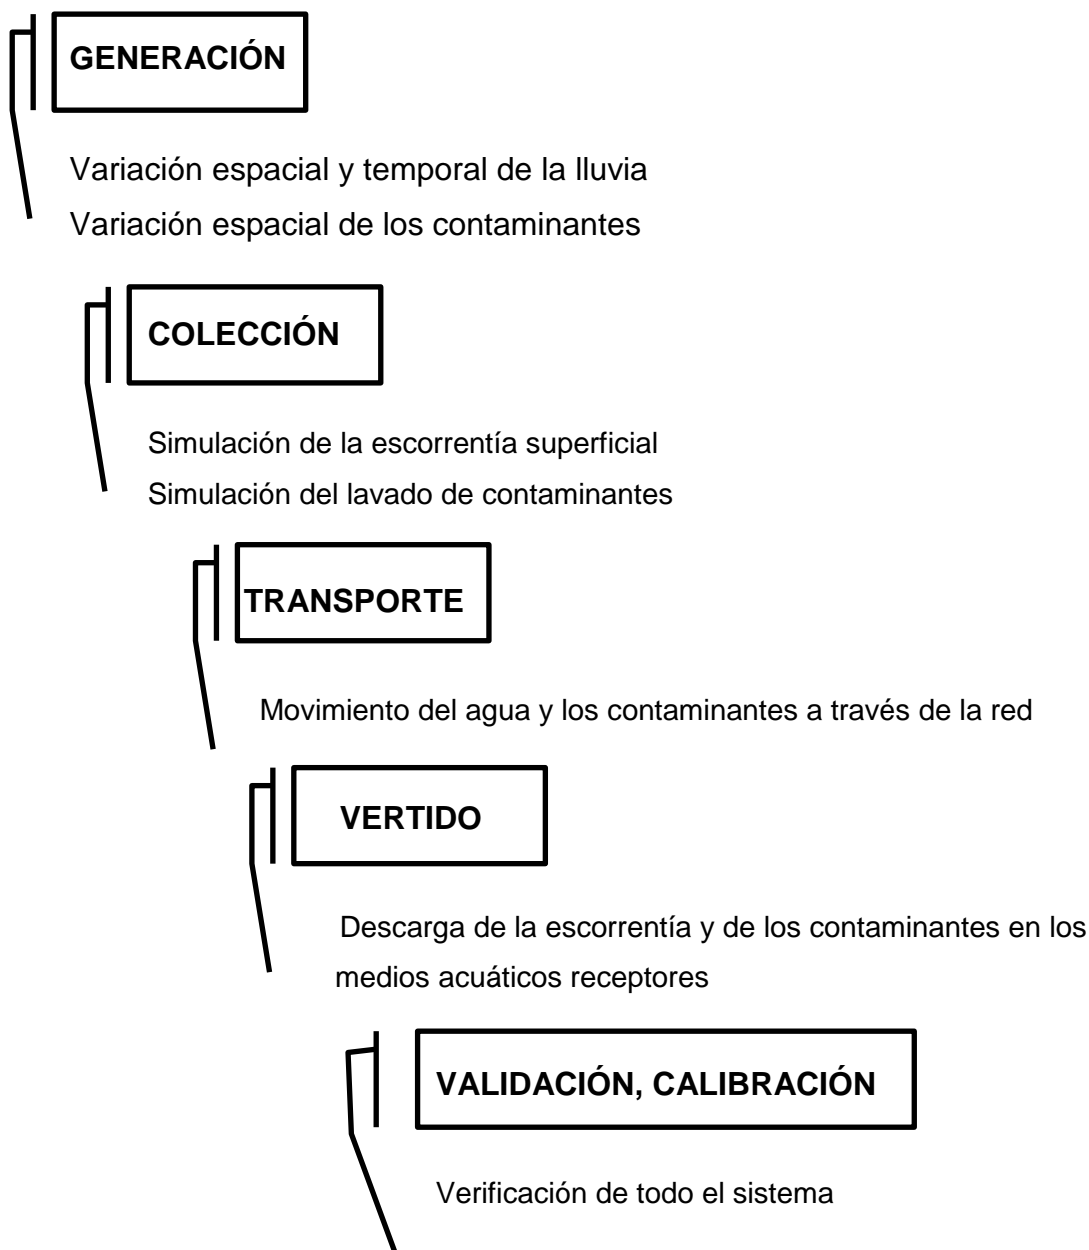 GENERACIÓN
Variación espacial y temporal de la lluvia
Variación espacial de los contaminantes
COLECCIÓN
Simulación de la escorrentía superficial
Simulación del lavado de contaminantes
TRANSPORTE
Movimiento del agua y los contaminantes a través de la red
VERTIDO
Descarga de la escorrentía y de los contaminantes en los
medios acuáticos receptores
VALIDACIÓN, CALIBRACIÓN
Verificación de todo el sistema